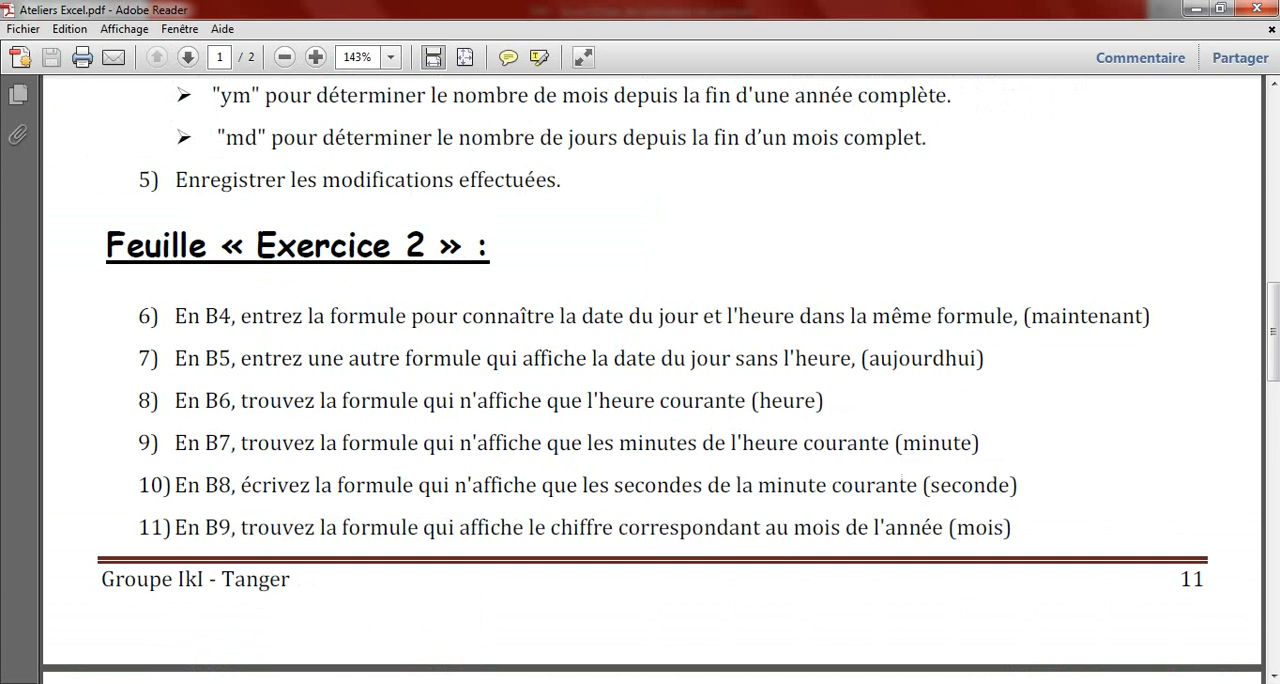 Ateliers Excel.pdf - Adobe Reader
Fichier Edition Affichage Fenêtre Aide
1 / 2 143% Commentaire Partager
➤ "ym" pour déterminer le nombre de mois depuis la fin d'une année complète.
➤ "md" pour déterminer le nombre de jours depuis la fin d’un mois complet.
5) Enregistrer les modifications effectuées.
Feuille « Exercice 2 » :
6) En B4, entrez la formule pour connaître la date du jour et l'heure dans la même formule, (maintenant)
7) En B5, entrez une autre formule qui affiche la date du jour sans l'heure, (aujourdhui)
8) En B6, trouvez la formule qui n'affiche que l'heure courante (heure)
9) En B7, trouvez la formule qui n'affiche que les minutes de l'heure courante (minute)
10) En B8, écrivez la formule qui n'affiche que les secondes de la minute courante (seconde)
11) En B9, trouvez la formule qui affiche le chiffre correspondant au mois de l'année (mois)
Groupe IkI - Tanger 11